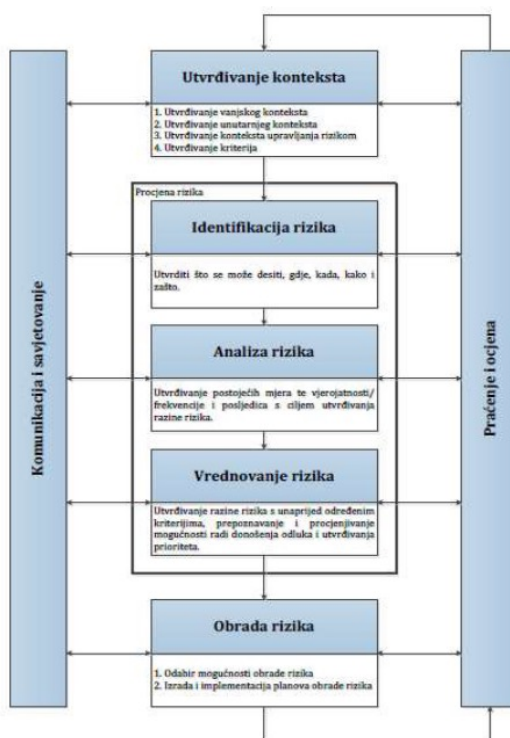 Utvrđivanje konteksta
1. Utvrđivanje vanjskog konteksta
2. Utvrđivanje unutarnjeg konteksta
3. Utvrđivanje konteksta upravljanja rizikom
4. Utvrđivanje kriterija
Procjena rizika
Identifikacija rizika
Utvrditi što se može desiti, gdje, kada, kako i
zašto.
Analiza rizika
Utvrđivanje postojećih mjera te vjerojatnosti/
frekvencije i posljedica s ciljem utvrđivanja
razine rizika.
Vrednovanje rizika
Utvrđivanje razine rizika s unaprijed određenim
kriterijima, prepoznavanje i procjenjivanje
mogućnosti radi donošenja odluka i utvrđivanja
prioriteta.
Obrada rizika
1. Odabir mogućnosti obrade rizika
2. Izrada i implementacija planova obrade rizika
Komunikacija i savjetovanje
Praćenje i ocjena